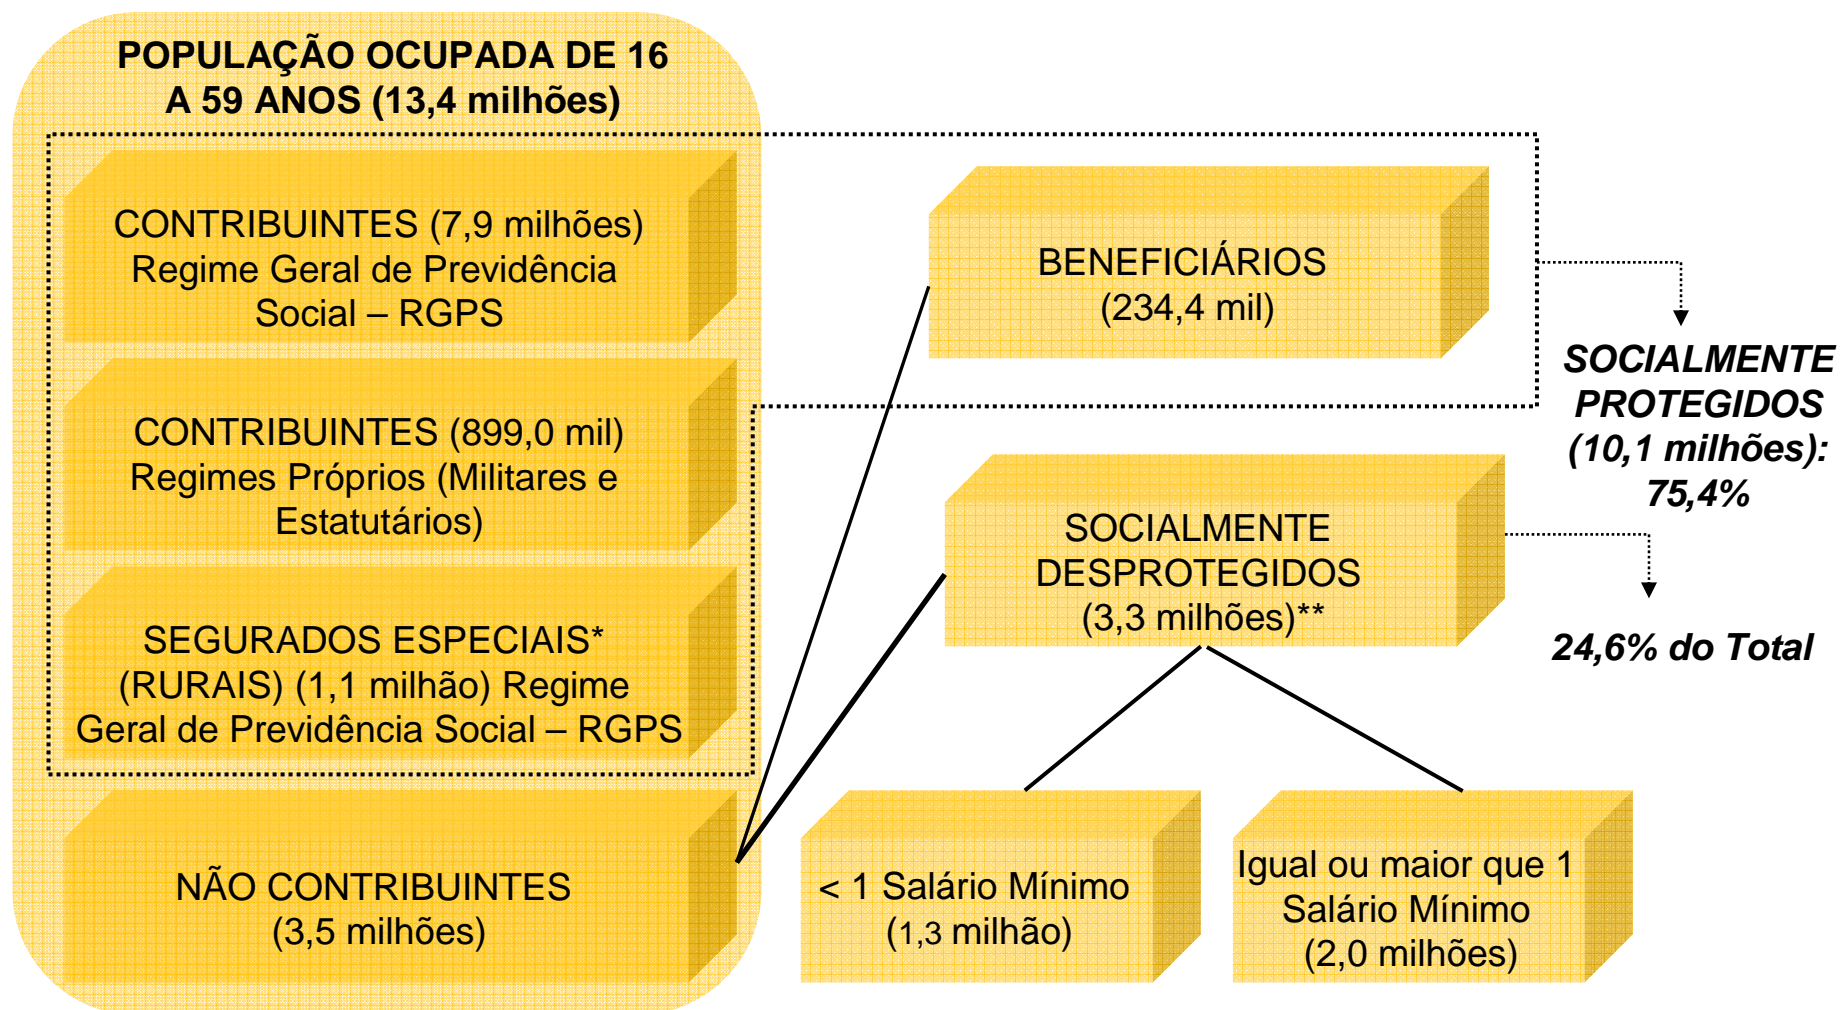 POPULAÇÃO OCUPADA DE 16
A 59 ANOS (13,4 milhões)
CONTRIBUINTES (7,9 milhões)
Regime Geral de Previdência
Social – RGPS
CONTRIBUINTES (899,0 mil)
Regimes Próprios (Militares e
Estatutários)
SEGURADOS ESPECIAIS*
(RURAIS) (1,1 milhão) Regime
Geral de Previdência Social – RGPS
NÃO CONTRIBUINTES
(3,5 milhões)
BENEFICIÁRIOS
(234,4 mil)
SOCIALMENTE
PROTEGIDOS
(10,1 milhões):
75,4%
SOCIALMENTE
DESPROTEGIDOS
(3,3 milhões)**
24,6% do Total
< 1 Salário Mínimo
(1,3 milhão)
Igual ou maior que 1
Salário Mínimo
(2,0 milhões)